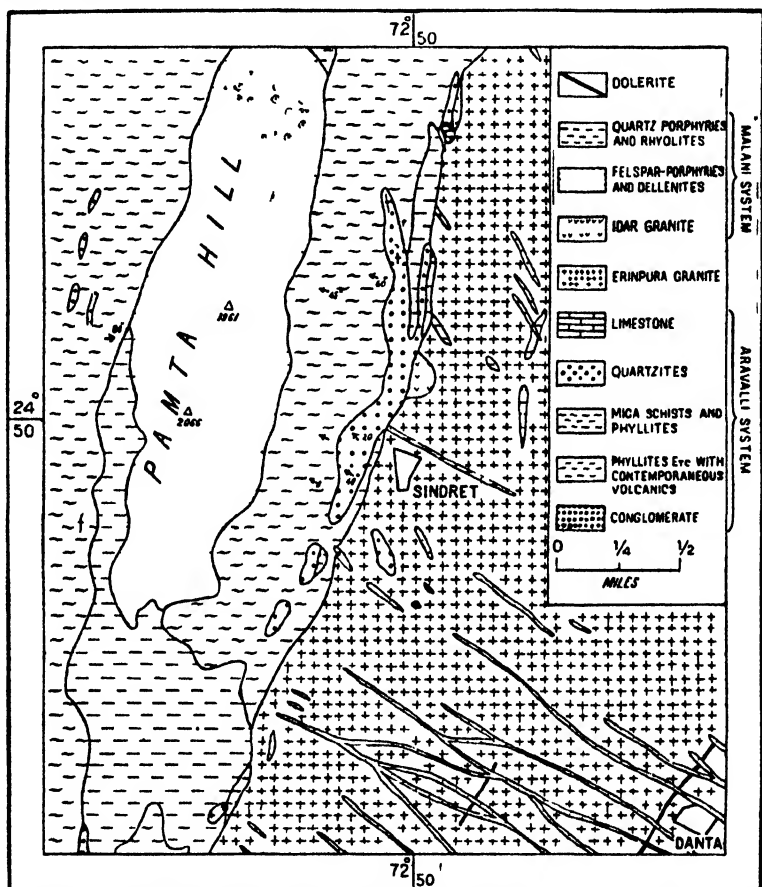 72°
50
DOLERITE
QUARTZ PORPHYRIES
AND RHYOLITES
FELSPAR-PORPHYRIES
AND DELLENITES
IDAR GRANITE
MALANI SYSTEM
ERINPURA GRANITE
LIMESTONE
QUARTZITES
MICA SCHISTS AND
PHYLLITES
PHYLLITES ETC WITH
CONTEMPORANEOUS
VOLCANICS
CONGLOMERATE
ARAVALLI SYSTEM
0 ¼ ½
MILES
PAMTA HILL
24°
50
2066
20
SINDRET
DANTA
72°
50'